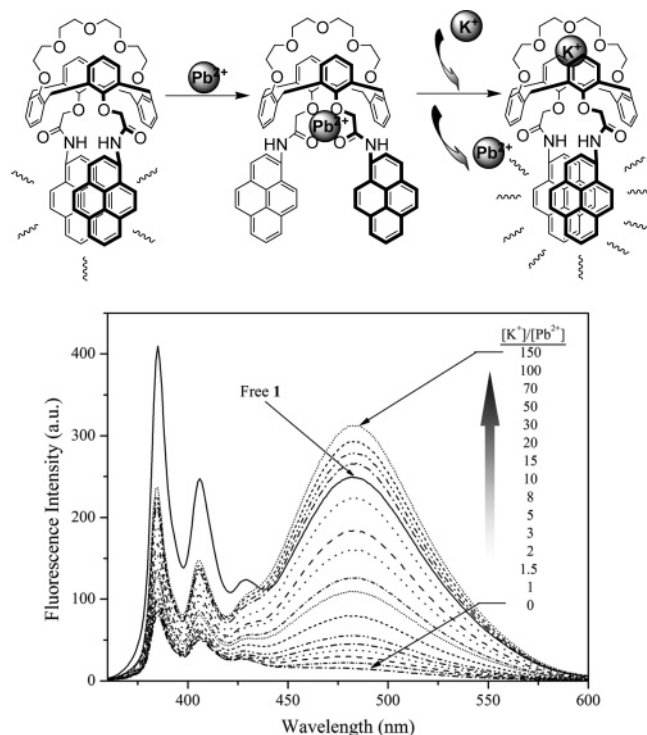 O O O O O
Pb2+
O O
O O
NH HN
O O O O O
O O
Pb2+
O O
NH HN
K+
Pb2+
O O O O O
K+
O O
O O
NH HN
[K+]/[Pb2+]
150
100
70
50
30
20
15
10
8
5
3
2
1.5
1
0
Free 1
Fluorescence Intensity (a.u.)
400
300
200
100
0
400 450 500 550 600
Wavelength (nm)